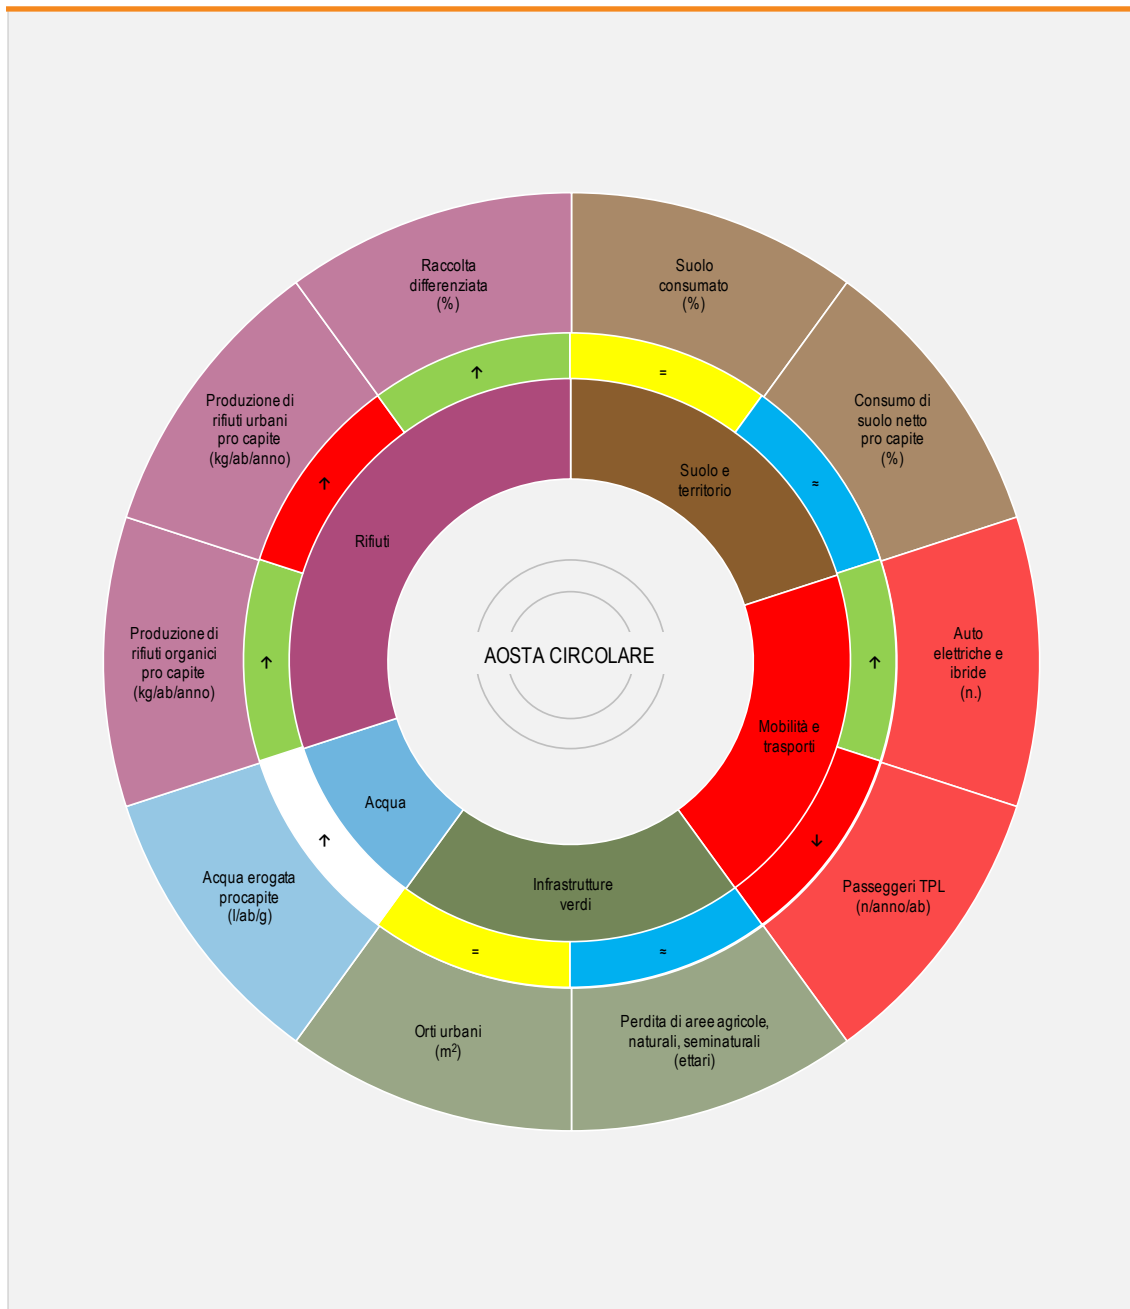 Raccolta
differenziata
(%)
Suolo
consumato
(%)
Produzione di
rifiuti urbani
pro capite
(kg/ab/anno)
Consumo di
suolo netto
pro capite
(%)
↑
=
↑
≈
Suolo e
territorio
Rifiuti
Produzione di
rifiuti organici
pro capite
(kg/ab/anno)
↑
AOSTA CIRCOLARE
↑
Auto
elettriche e
ibride
(n.)
Mobilità e
trasporti
Acqua
↑
↓
Acqua erogata
procapite
(l/ab/g)
Infrastrutture
verdi
Passeggeri TPL
(n/anno/ab)
=
≈
Orti urbani
(m²)
Perdita di aree agricole,
naturali, seminaturali
(ettari)